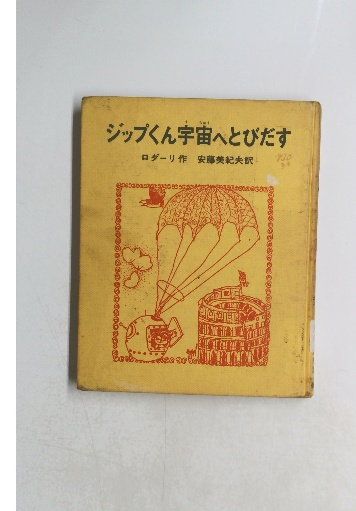 ジップくん宇宙へとびだす
ロダーリ作 安藤美紀夫訳